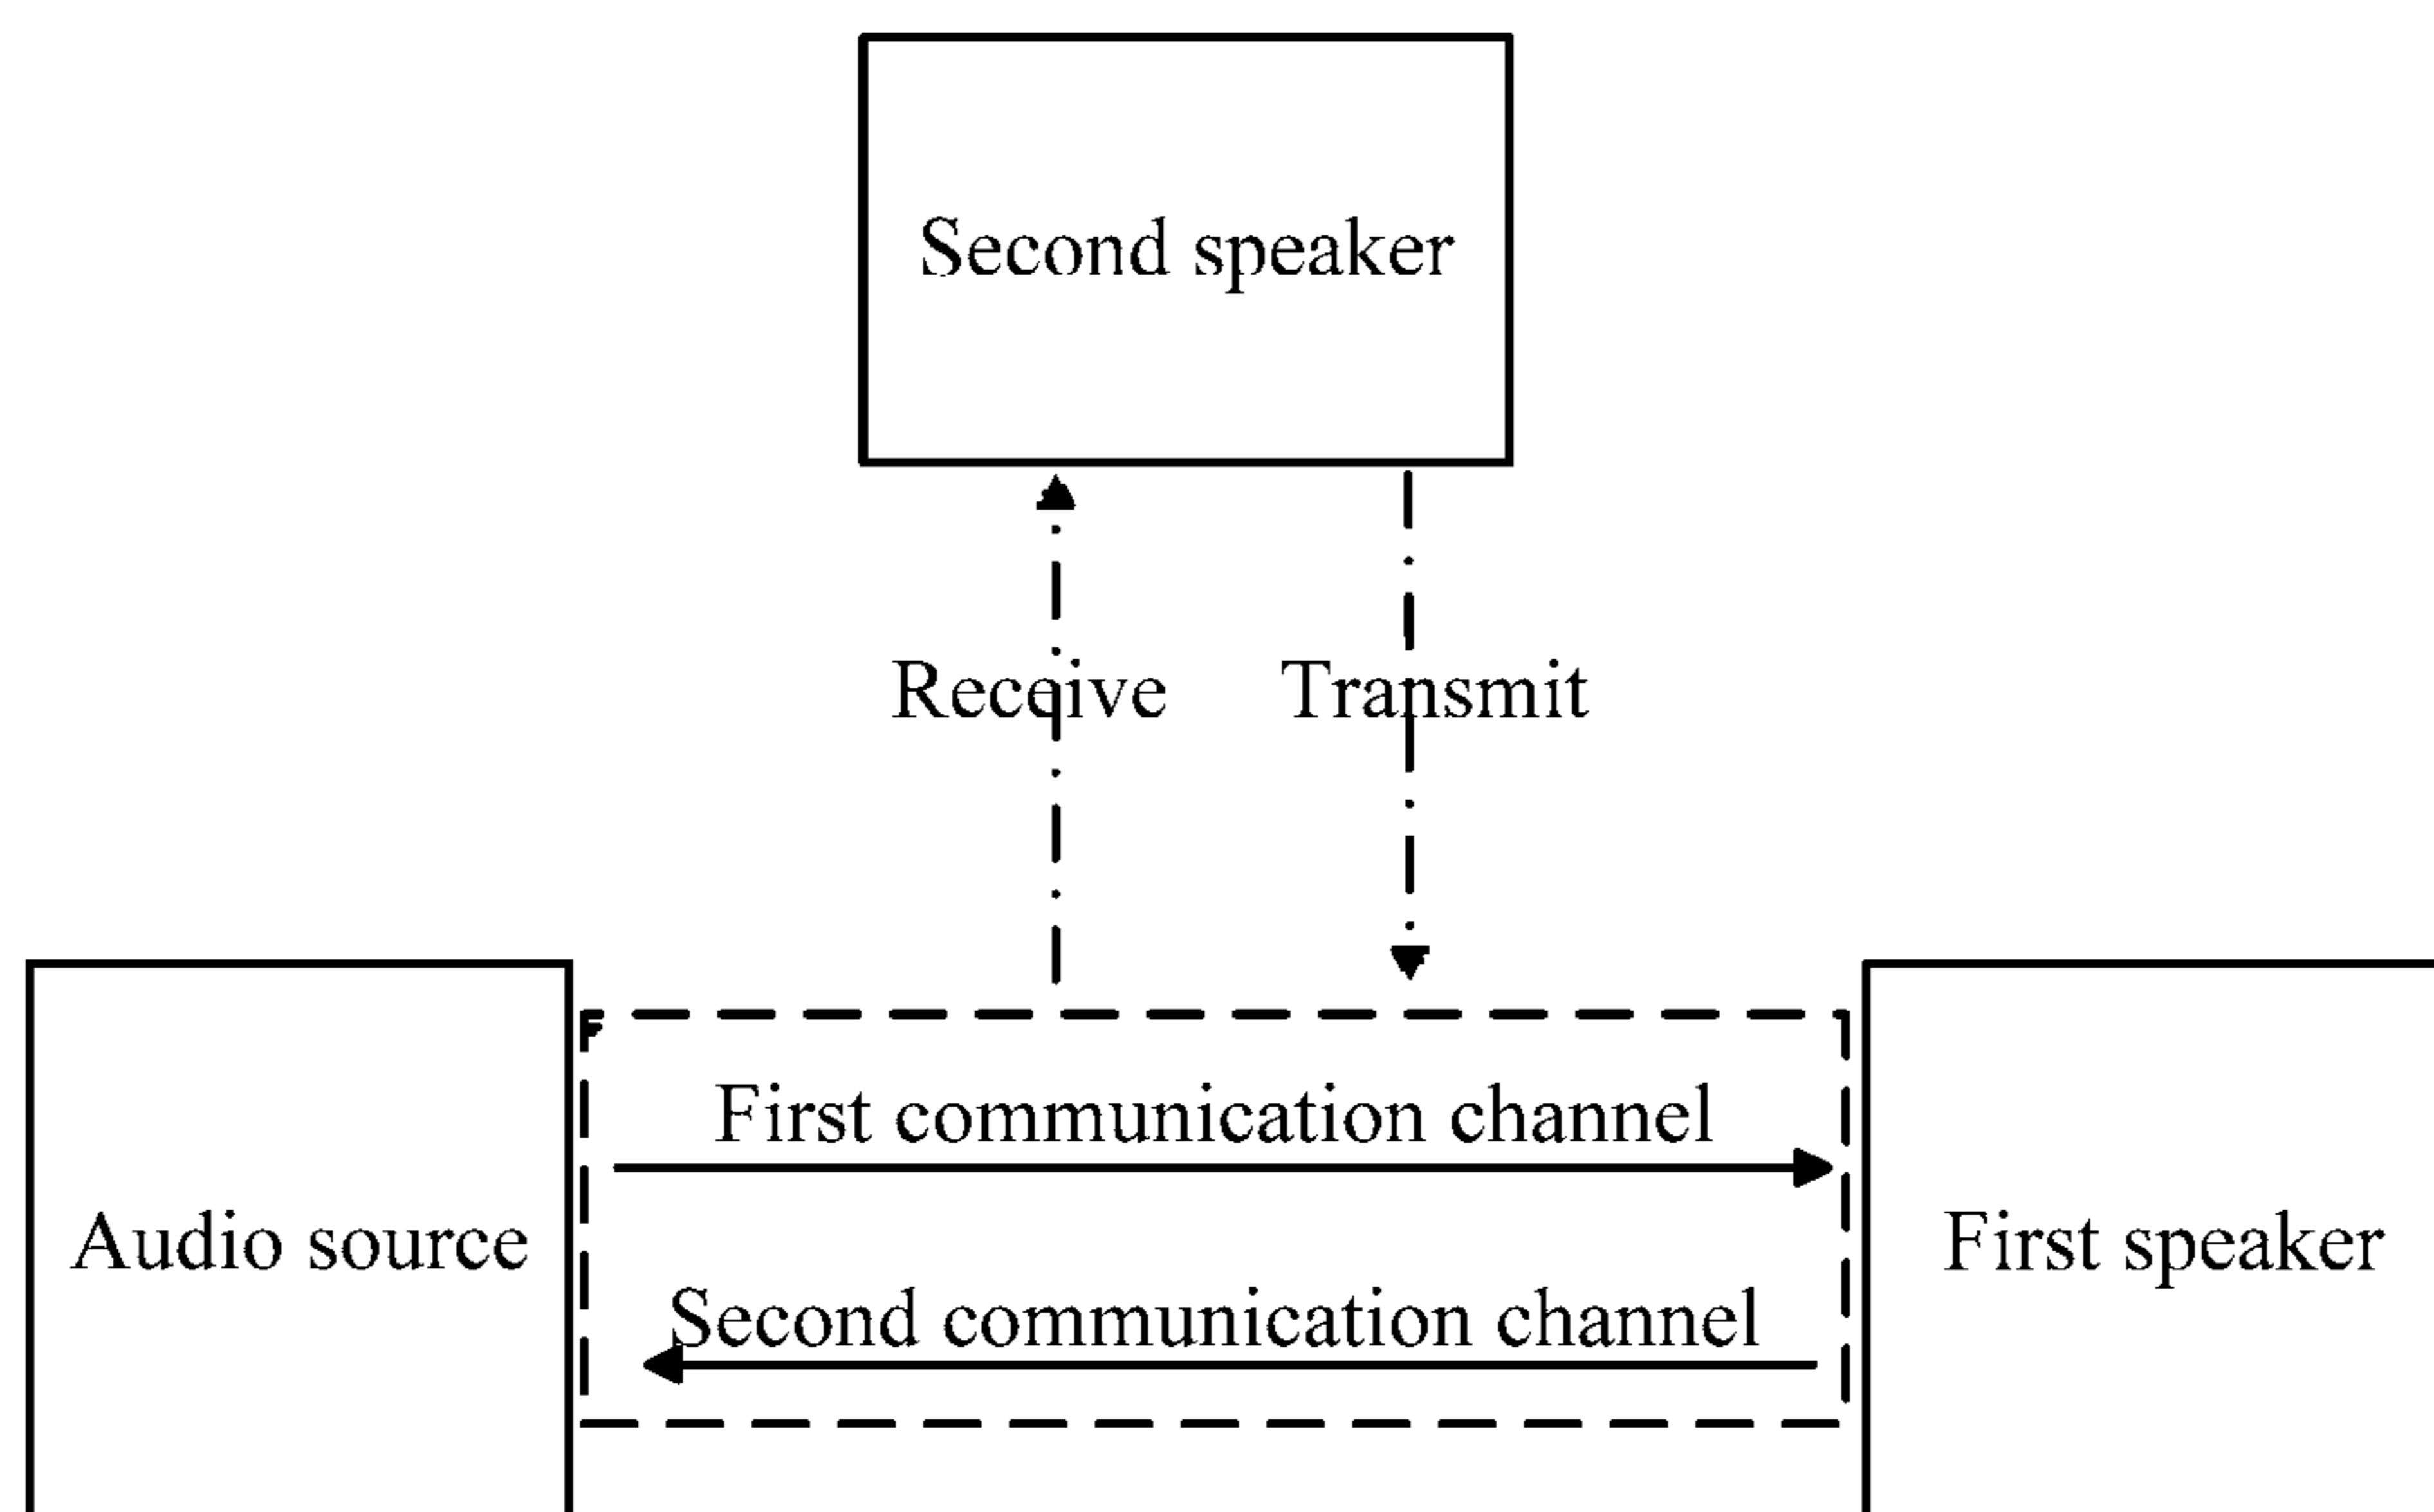 Second speaker
Receive
Transmit
First communication channel
Audio source
First speaker
Second communication channel